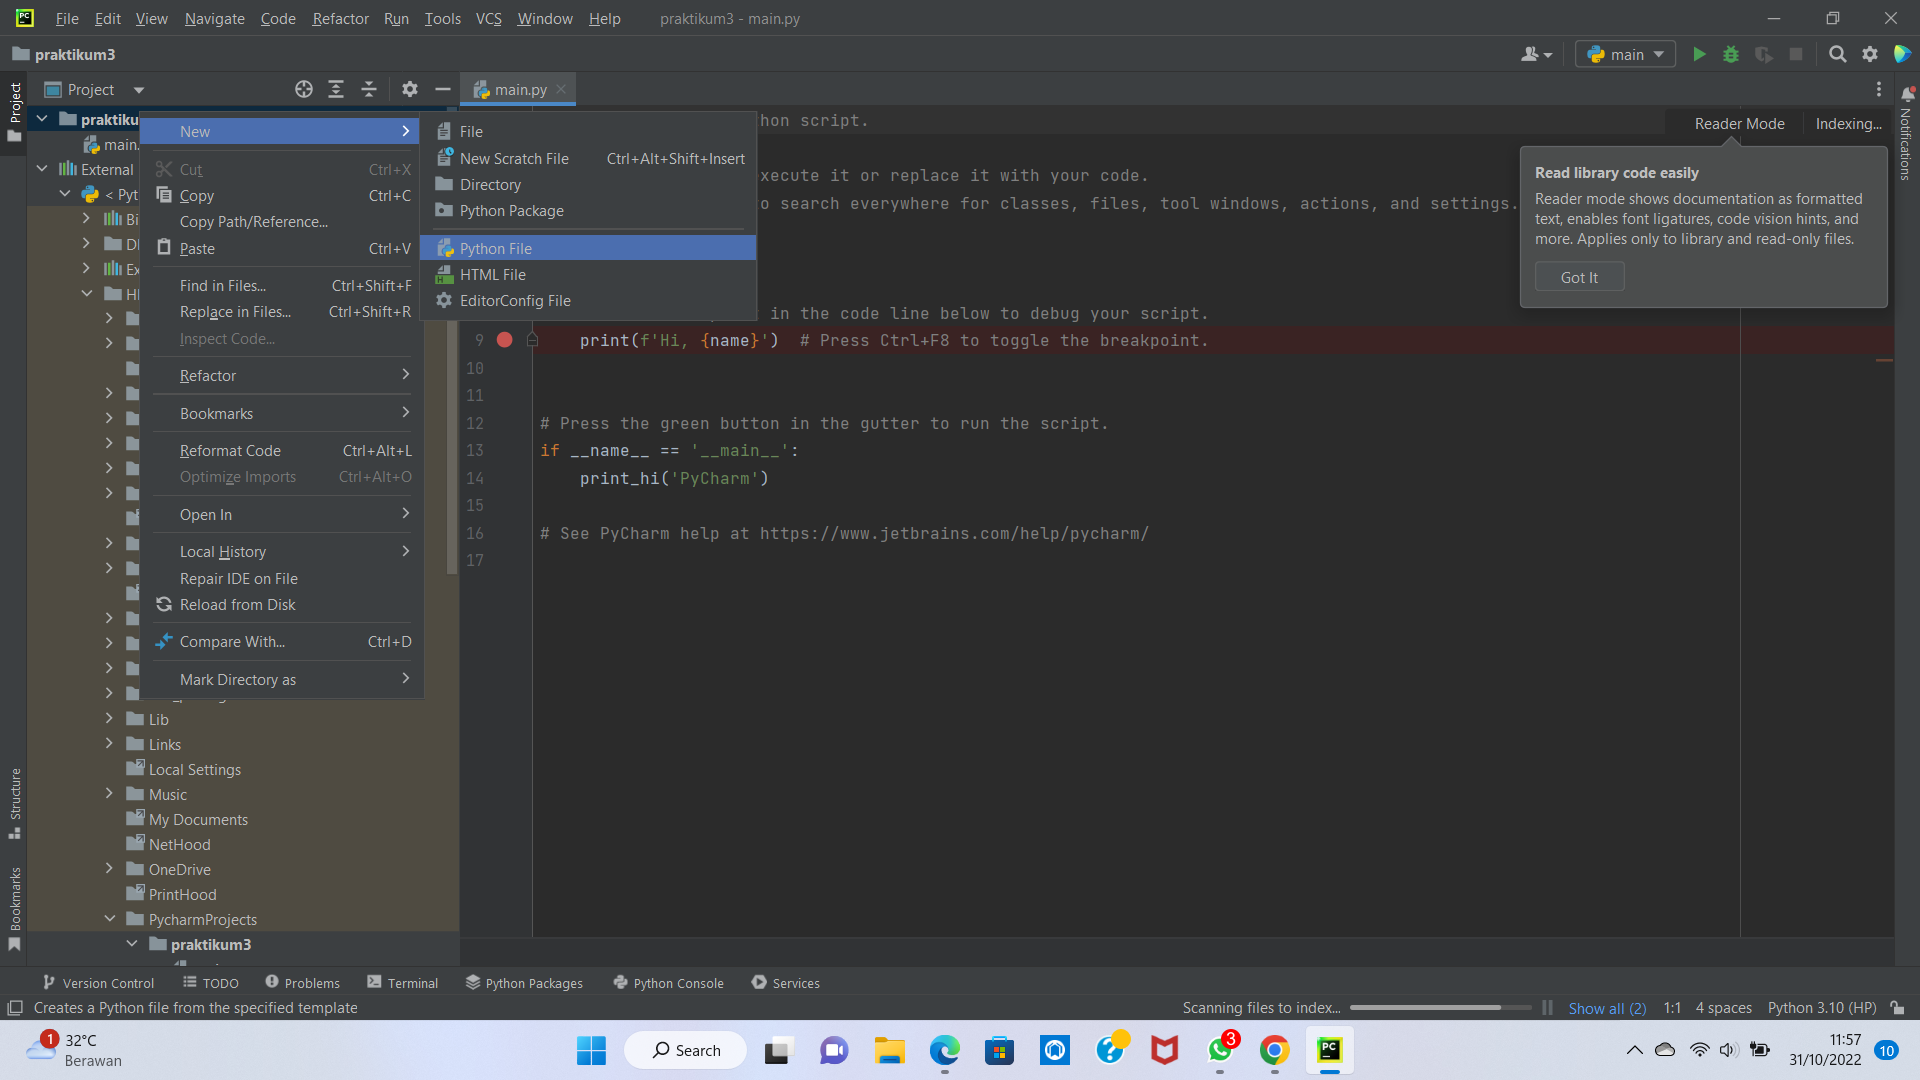 PC
File Edit View Navigate Code Refactor Run Tools VCS Window Help praktikum3 - main.py
praktikum3
main
Project
Project
main.py
Notifications
Reader Mode
Indexing...
praktiku
main.
External
< Pyt
Bi
Ex
New
Cut Ctrl+X
Copy Ctrl+C
Copy Path/Reference...
Paste Ctrl+V
Find in Files... Ctrl+Shift+F
Replace in Files... Ctrl+Shift+R
Inspect Code...
Refactor
Bookmarks
Reformat Code Ctrl+Alt+L
Optimize Imports Ctrl+Alt+O
Open In
Local History
Repair IDE on File
Reload from Disk
Compare With... Ctrl+D
Mark Directory as
File
New Scratch File Ctrl+Alt+Shift+Insert
Directory
Python Package
Python File
HTML File
EditorConfig File
hon script.
xecute it or replace it with your code.
o search everywhere for classes, files, tool windows, actions, and settings.
in the code line below to debug your script.
9 print(f'Hi, {name}') # Press Ctrl+F8 to toggle the breakpoint.
10
11
12 # Press the green button in the gutter to run the script.
13 if __name__ == '__main__':
14 print_hi('PyCharm')
15
16 # See PyCharm help at https://www.jetbrains.com/help/pycharm/
17
Read library code easily
Reader mode shows documentation as formatted
text, enables font ligatures, code vision hints, and
more. Applies only to library and read-only files.
Got It
Lib
Links
Local Settings
Music
My Documents
NetHood
OneDrive
PrintHood
PycharmProjects
praktikum3
Structure
Bookmarks
Version Control TODO Problems Terminal Python Packages Python Console Services
Creates a Python file from the specified template
Scanning files to index... Show all (2) 1:1 4 spaces Python 3.10 (HP)
1
32°C
Berawan
Search
3
PC
11:57
31/10/2022
10